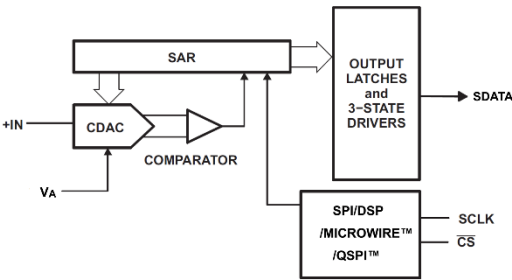 SAR
OUTPUT
LATCHES
and
3−STATE
DRIVERS
SDATA
+IN
CDAC
COMPARATOR
VA
SPI/DSP
/MICROWIRE™
/QSPI™
SCLK
CS